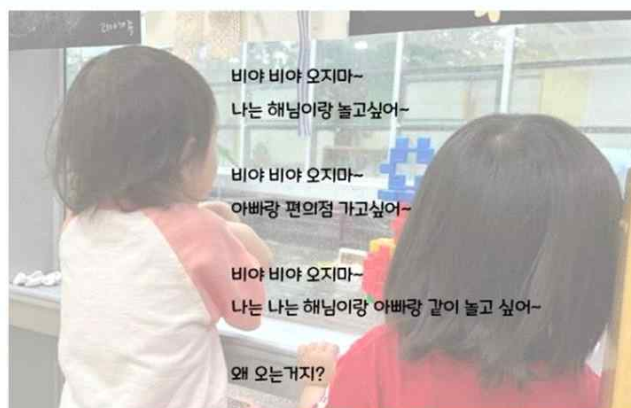 비야 비야 오지마~
나는 해님이랑 놀고싶어~
비야 비야 오지마~
아빠랑 편의점 가고싶어~
비야 비야 오지마~
나는 나는 해님이랑 아빠랑 같이 놀고 싶어~
왜 오는거지?